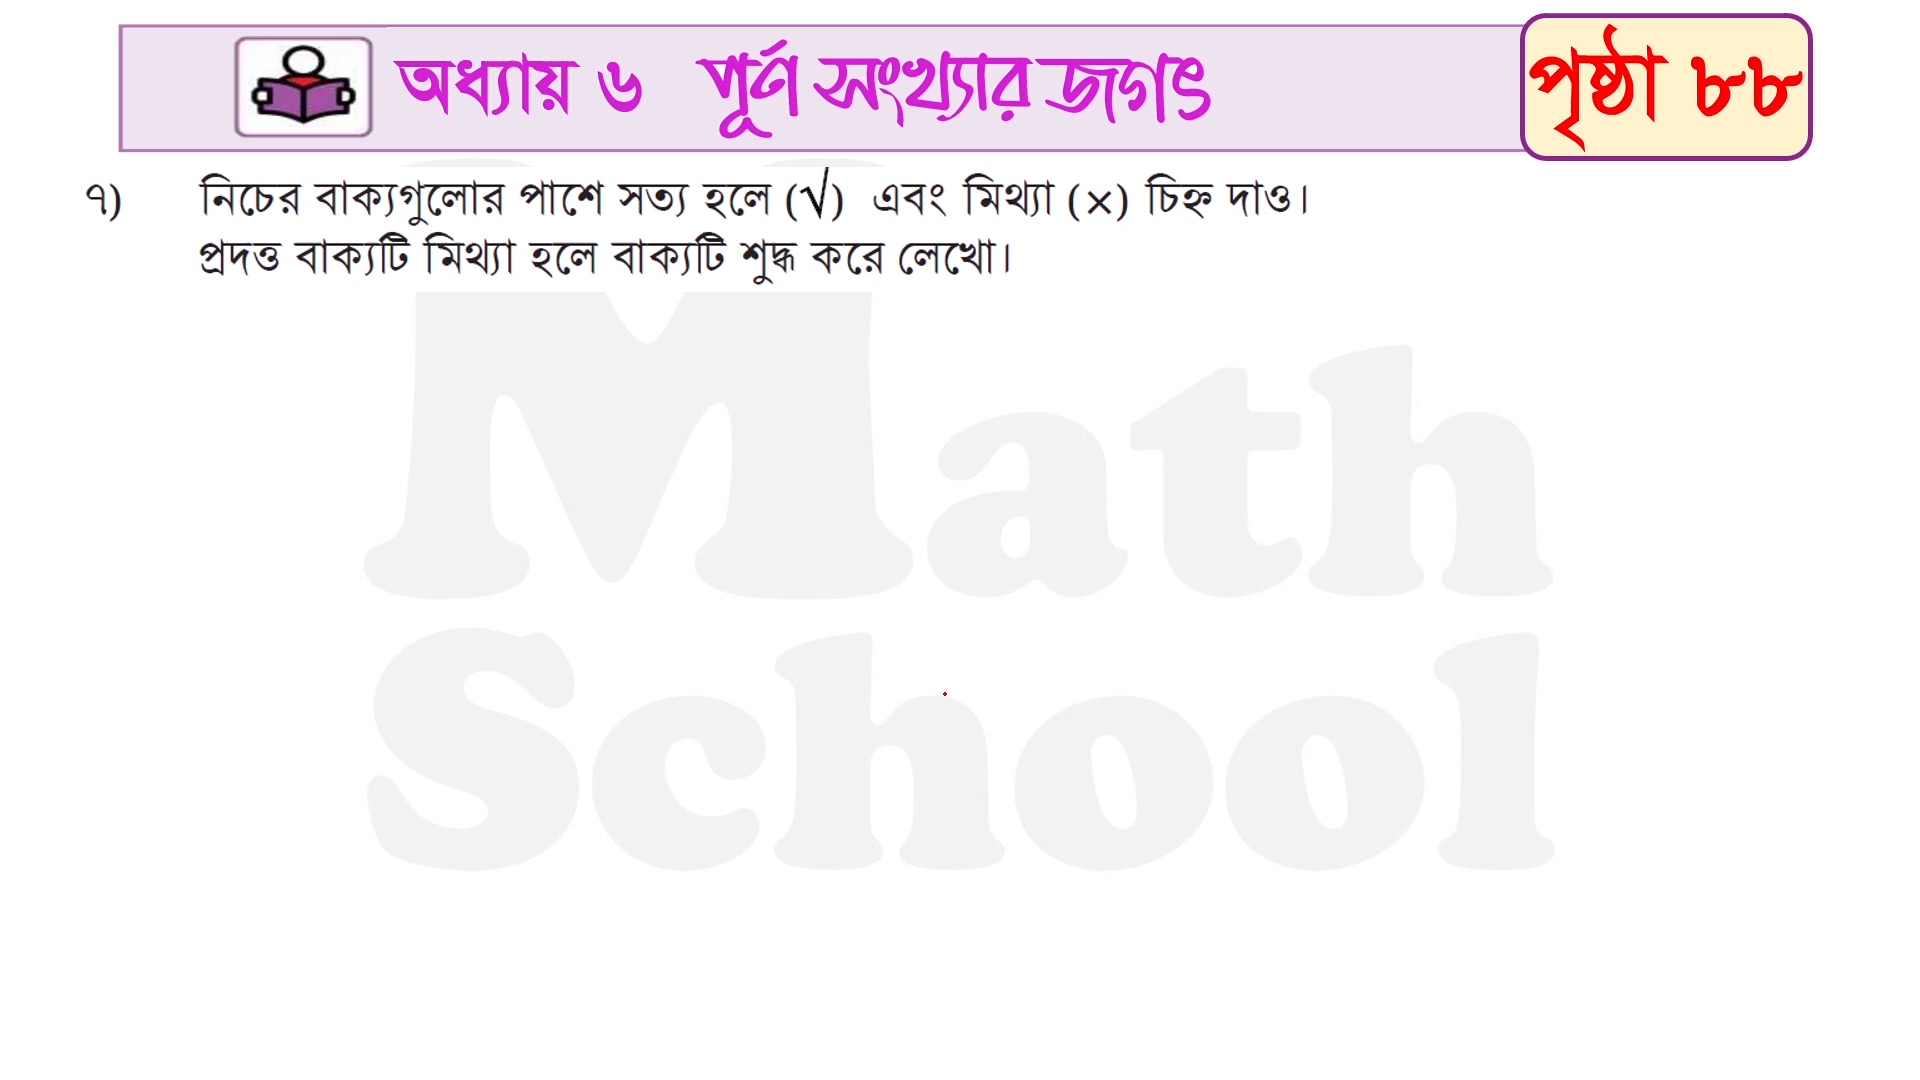 অধ্যায় ৬ পূর্ণ সংখ্যার জগৎ
পৃষ্ঠা ৮৮
৭) নিচের বাক্যগুলোর পাশে সত্য হলে (√) এবং মিথ্যা (×) চিহ্ন দাও।
প্রদত্ত বাক্যটি মিথ্যা হলে বাক্যটি শুদ্ধ করে লেখো।
Math
School